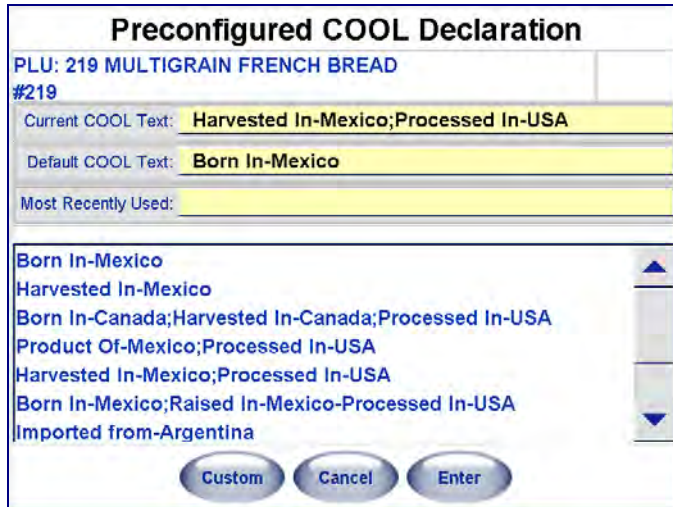 Preconfigured COOL Declaration
PLU: 219 MULTIGRAIN FRENCH BREAD
#219
Current COOL Text: Harvested In-Mexico;Processed In-USA
Default COOL Text: Born In-Mexico
Most Recently Used:
Born In-Mexico
Harvested In-Mexico
Born In-Canada;Harvested In-Canada;Processed In-USA
Product Of-Mexico;Processed In-USA
Harvested In-Mexico;Processed In-USA
Born In-Mexico;Raised In-Mexico-Processed In-USA
Imported from-Argentina
Custom Cancel Enter